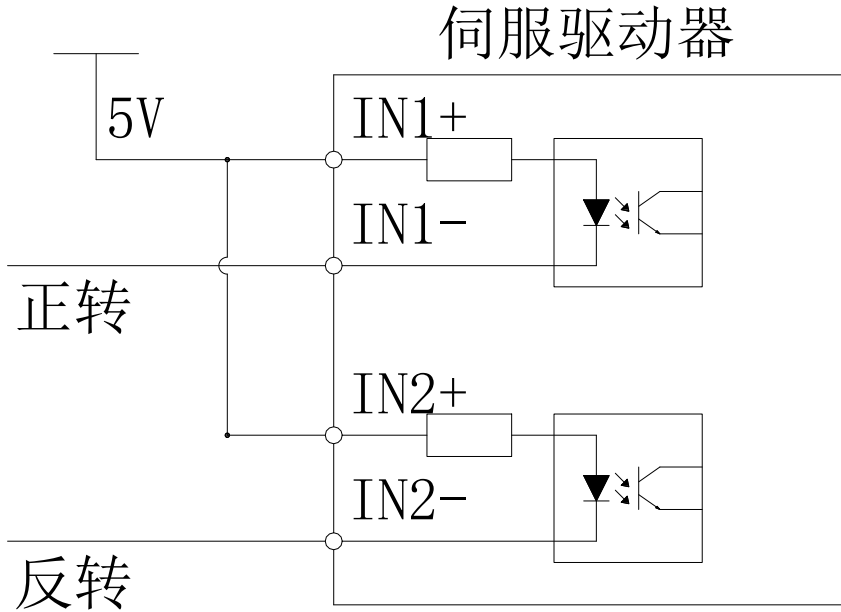 伺服驱动器
5V
IN1+
IN1-
正转
IN2+
IN2-
反转